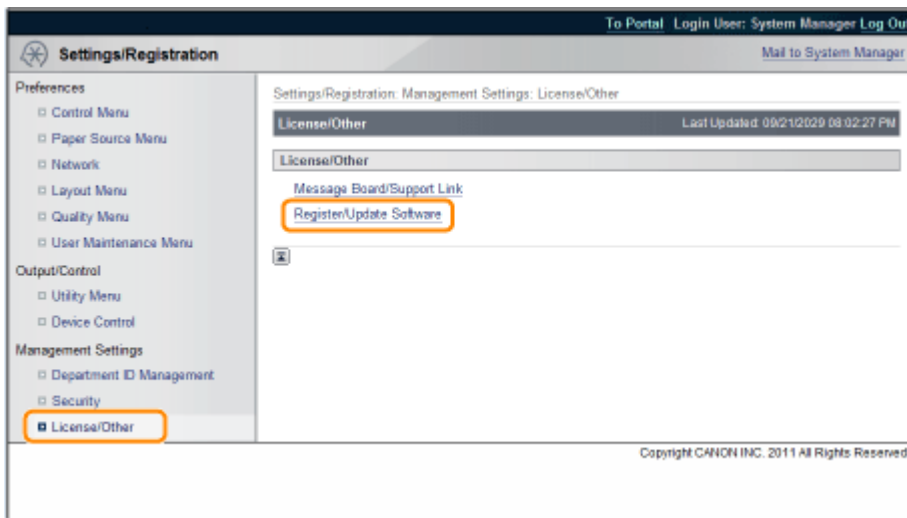 To Portal Login User: System Manager Log Ou
Settings/Registration
Mail to System Manager
Preferences
Control Menu
Paper Source Menu
Network
Layout Menu
Quality Menu
User Maintenance Menu
Output/Control
Utility Menu
Device Control
Management Settings
Department ID Management
Security
License/Other
Settings/Registration: Management Settings: License/Other
License/Other Last Updated: 09/21/2029 08:02:27 PM
License/Other
Message Board/Support Link
Register/Update Software
Copyright CANON INC. 2011 All Rights Reserved